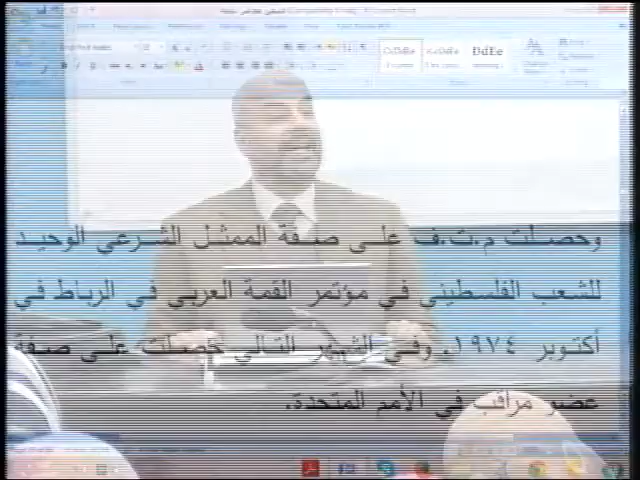 وحصلت م.ت.ف على صفة الممثل الشرعي الوحيد
للشعب الفلسطيني في مؤتمر القمة العربي في الرباط في
أكتوبر ١٩٧٤. وفي الشهر التالي حصلت على صفة
عضو مراقب في الأمم المتحدة.